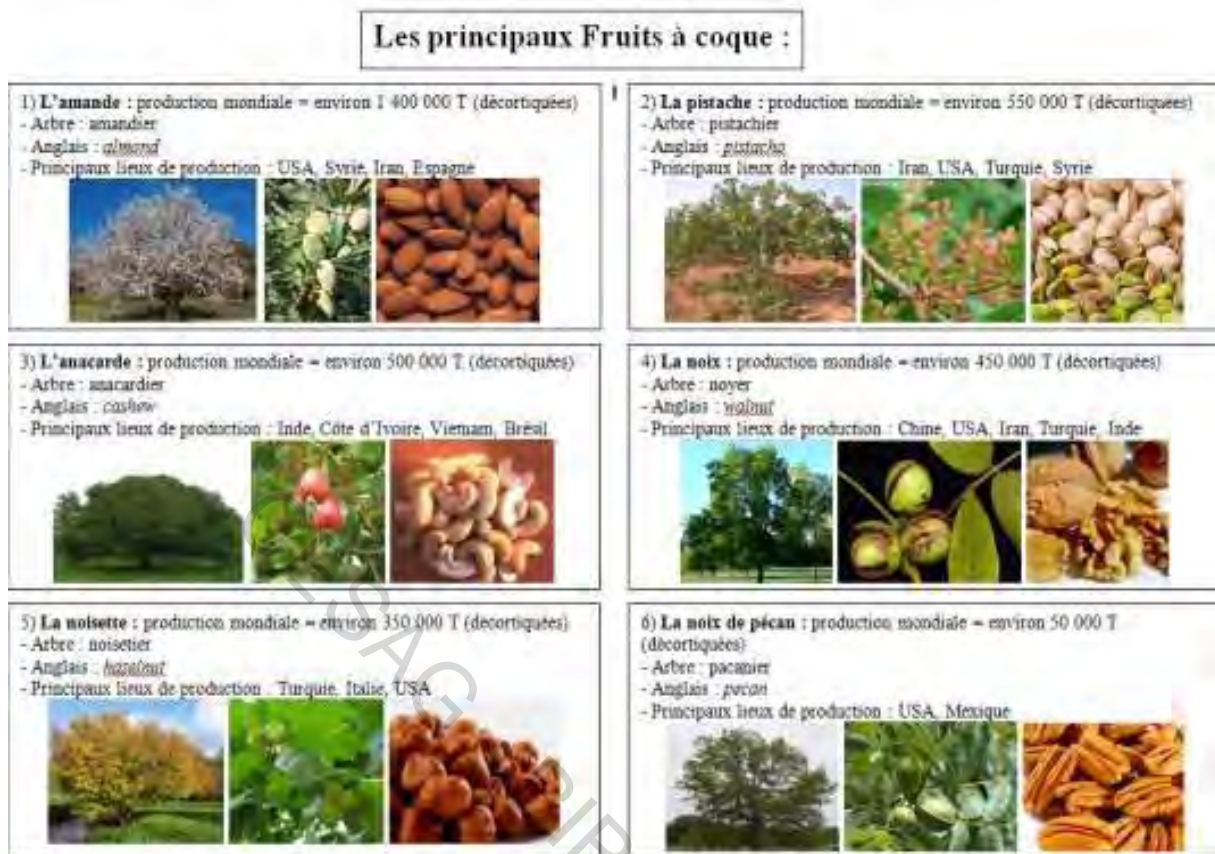 Les principaux Fruits à coque :
1) L'amande : production mondiale = environ 1 400 000 T (décortiquées)
- Arbre : amandier
- Anglais : almond
- Principaux lieux de production : USA, Syrie, Iran, Espagne
2) La pistache : production mondiale = environ 550 000 T (décortiquées)
- Arbre : pistachier
- Anglais : pistacho
- Principaux lieux de production : Iran, USA, Turquie, Syrie
3) L'anacarde : production mondiale = environ 500 000 T (décortiquées)
- Arbre : anacardier
- Anglais : cashew
- Principaux lieux de production : Inde, Côte d'Ivoire, Vietnam, Brésil
4) La noix : production mondiale = environ 450 000 T (décortiquées)
- Arbre : noyer
- Anglais : walnut
- Principaux lieux de production : Chine, USA, Iran, Turquie, Inde
5) La noisette : production mondiale = environ 350 000 T (décortiquées)
- Arbre : noisetier
- Anglais : hazelnut
- Principaux lieux de production : Turquie, Italie, USA
6) La noix de pécan : production mondiale = environ 50 000 T
(décortiquées)
- Arbre : pacanier
- Anglais : pecan
- Principaux lieux de production : USA, Mexique